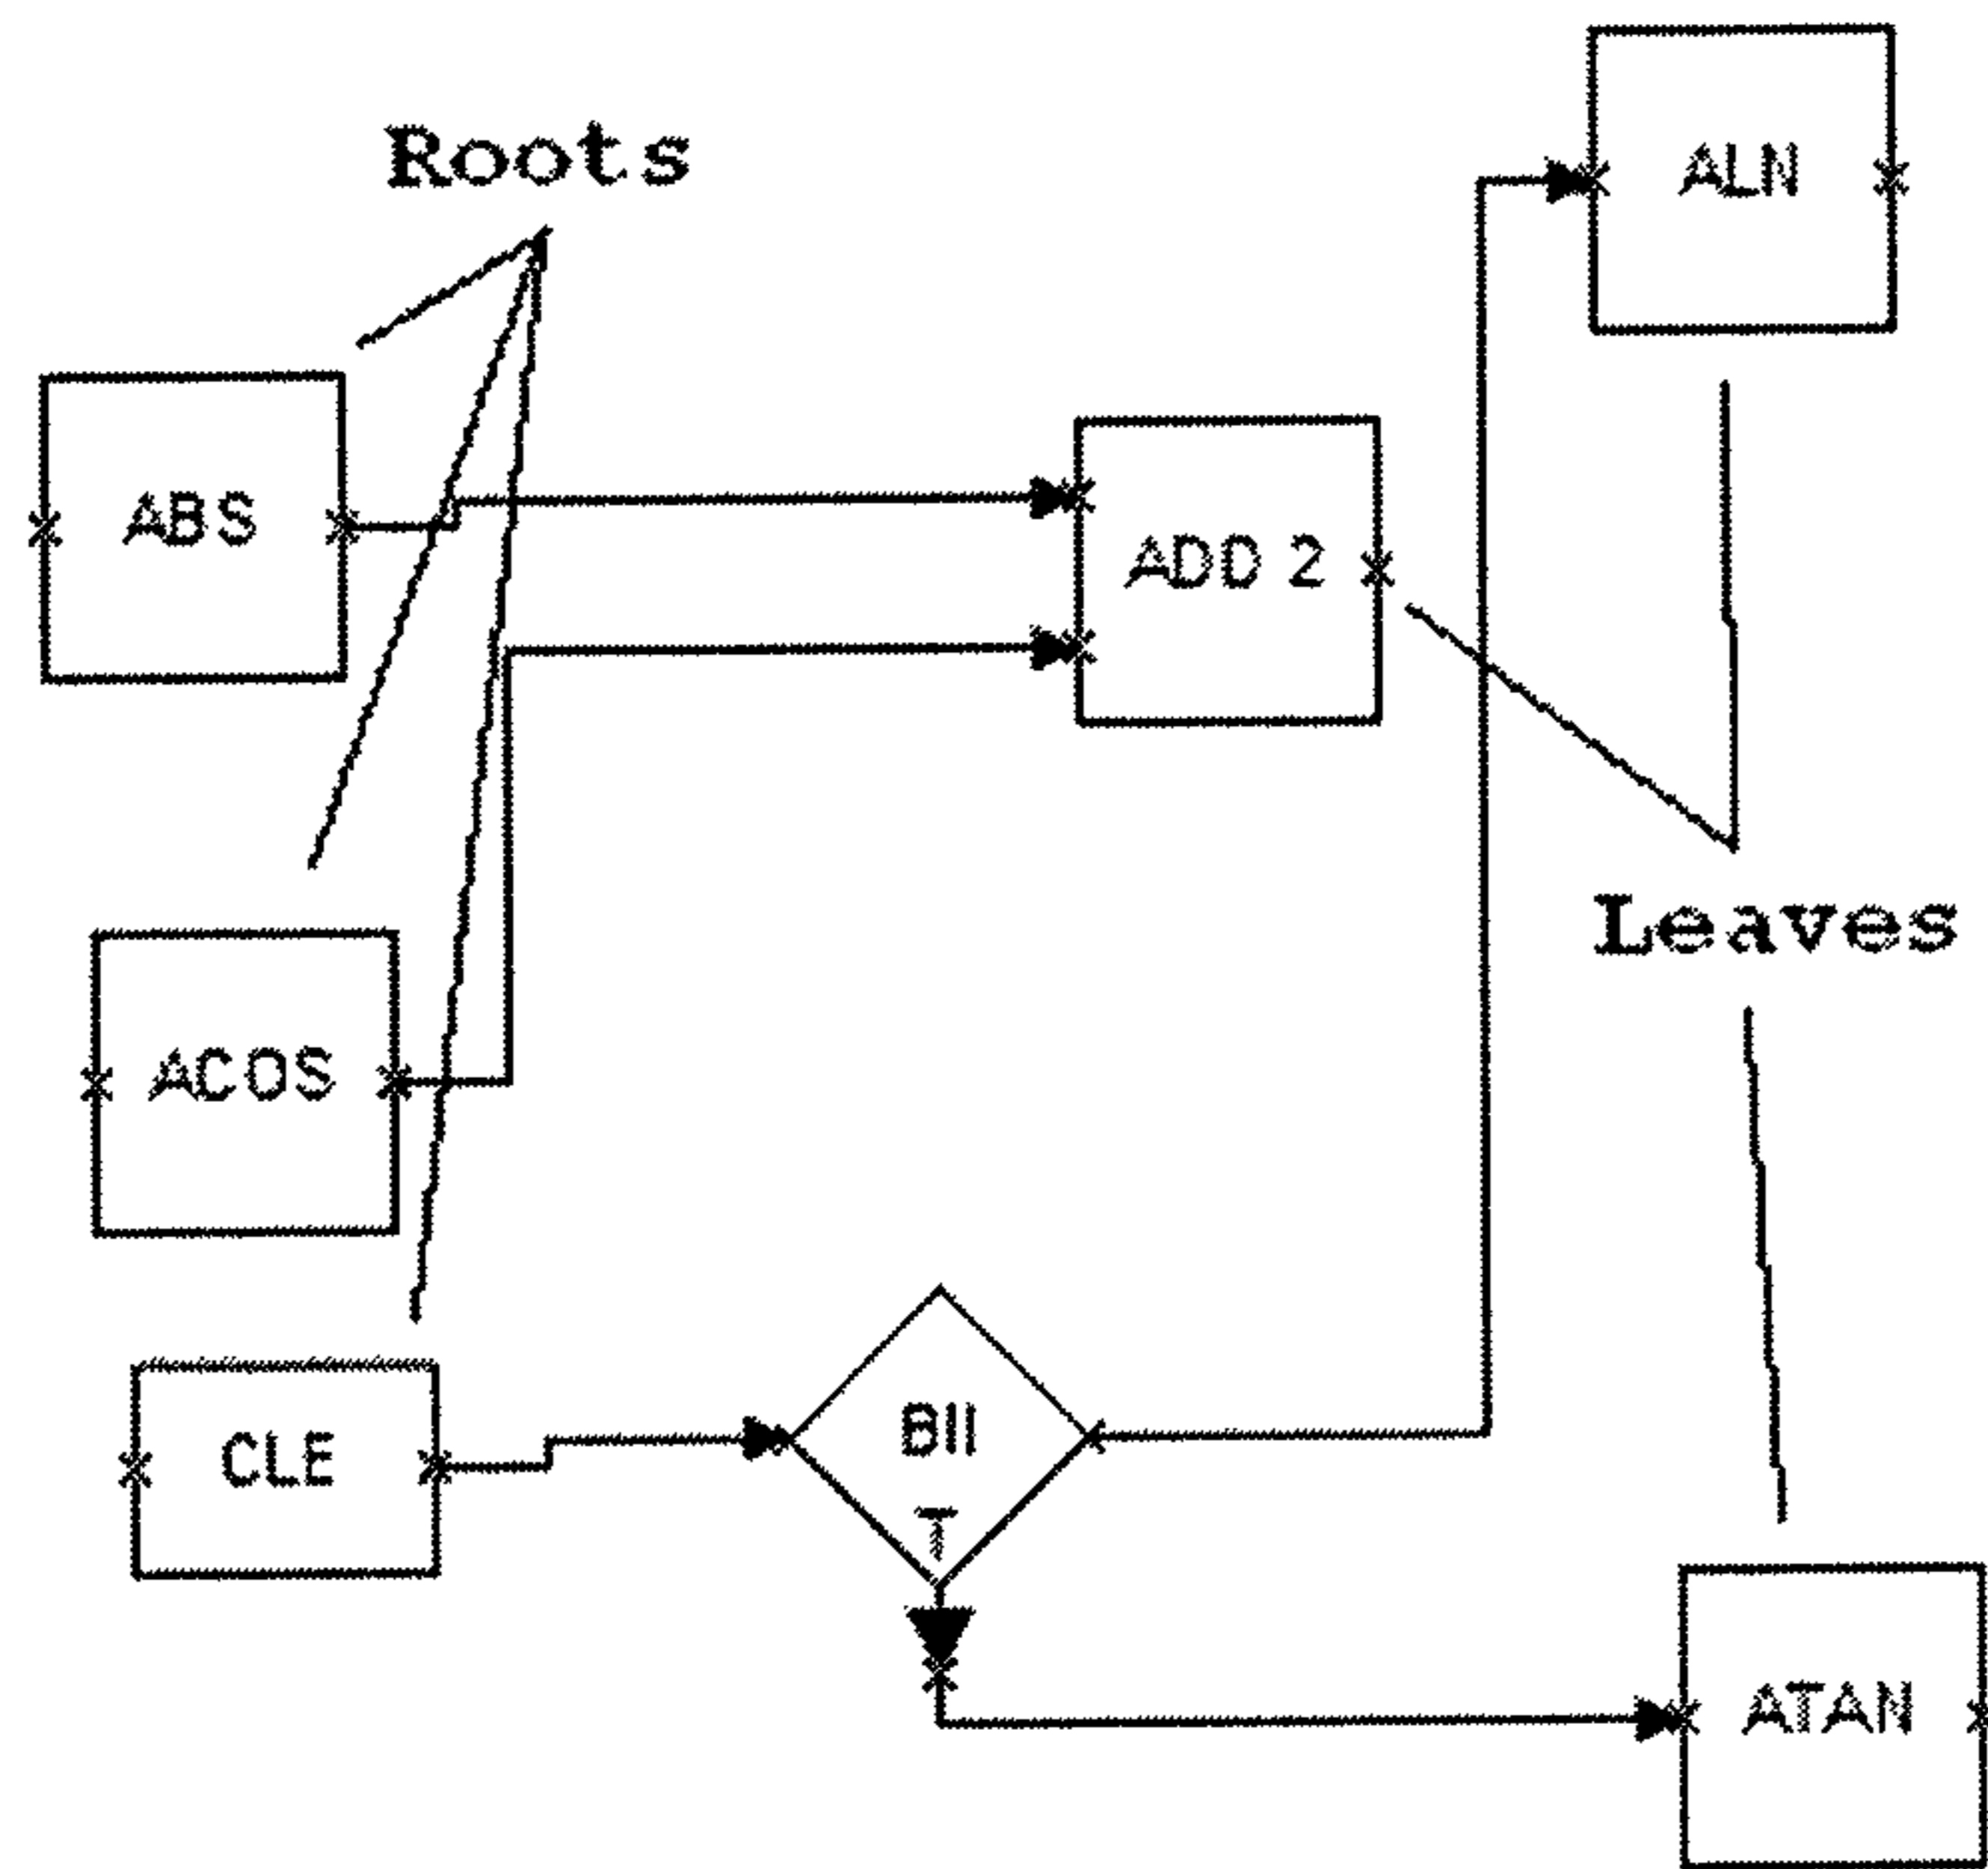 Roots
ALN
ABS
ADD 2
Leaves
ACOS
CLE
BII
T
ATAN